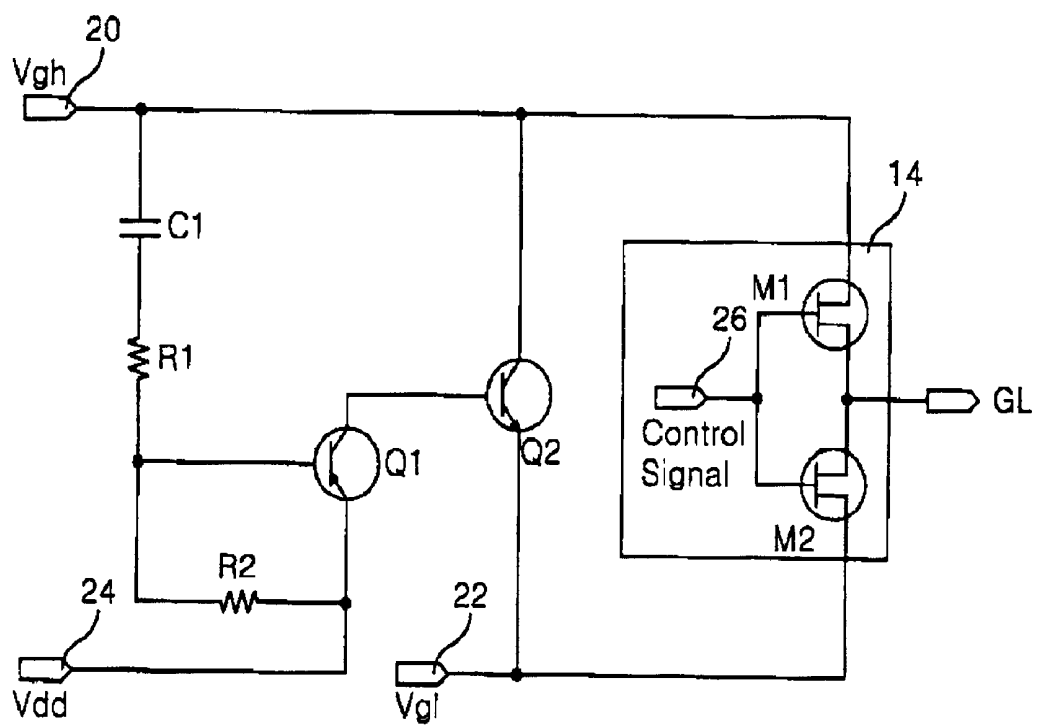 20
Vgh
14
C1
M1
26
R1
GL
Control
Signal
Q1
Q2
M2
R2
24
22
Vdd
Vgl